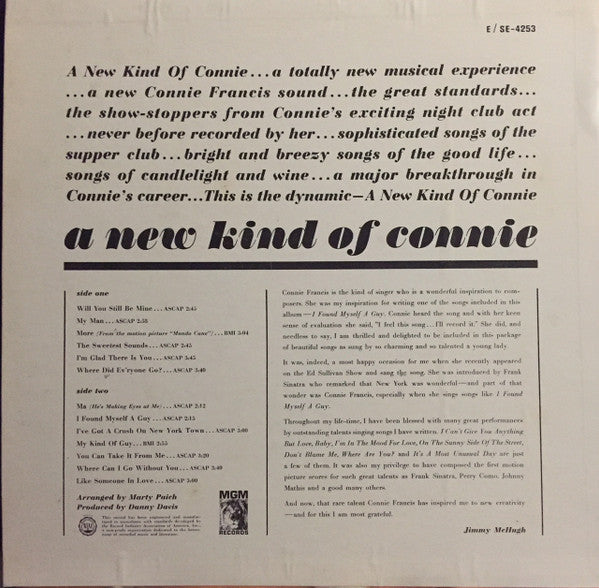 E / SE-4253
A New Kind Of Connie...a totally new musical experience
...a new Connie Francis sound...the great standards...
the show-stoppers from Connie's exciting night club act
...never before recorded by her...sophisticated songs of the
supper club...bright and breezy songs of the good life...
songs of candlelight and wine...a major breakthrough in
Connie's career...This is the dynamic—A New Kind Of Connie
a new kind of connie
side one
Will You Still Be Mine...ASCAP 2:45
My Man...ASCAP 2:58
More (From the motion picture "Mondo Cane")...BMI 3:04
The Sweetest Sounds...ASCAP 2:45
I'm Glad There Is You...ASCAP 3:45
Where Did Ev'ryone Go?...ASCAP 3:40
side two
Ma (He's Making Eyes at Me)...ASCAP 2:12
I Found Myself A Guy...ASCAP 2:15
I've Got A Crush On New York Town...ASCAP 3:00
My Kind Of Guy...BMI 2:55
You Can Take It From Me...ASCAP 3:20
Where Can I Go Without You...ASCAP 3:40
Like Someone In Love...ASCAP 3:00
Arranged by Marty Paich
Produced by Danny Davis
MGM
RECORDS
Connie Francis is the kind of singer who is a wonderful inspiration to com-
posers. She was my inspiration for writing one of the songs included in this
album—I Found Myself A Guy. Connie heard the song and with her keen
sense of evaluation she said, "I feel this song...I'll record it." She did, and
needless to say, I am thrilled and delighted to be included in this package
of beautiful songs as sung by so charming and so talented a young lady.
It was, indeed, a most happy occasion for me when she recently appeared
on the Ed Sullivan Show and sang the song. She was introduced by Frank
Sinatra who remarked that New York was wonderful—and part of that
wonder was Connie Francis, especially when she sings songs like I Found
Myself A Guy.
Throughout my life-time, I have been blessed with many great performances
by outstanding talents singing songs I have written. I Can't Give You Anything
But Love, Baby, I'm In The Mood For Love, On The Sunny Side Of The Street,
Don't Blame Me, Where Are You? and It's A Most Unusual Day are just
a few of them. It was also my privilege to have composed the first motion
picture scores for such great talents as Frank Sinatra, Perry Como, Johnny
Mathis and a good many others.
And now, that rare talent Connie Francis has inspired me to new creativity
—and for this I am most grateful.
Jimmy McHugh